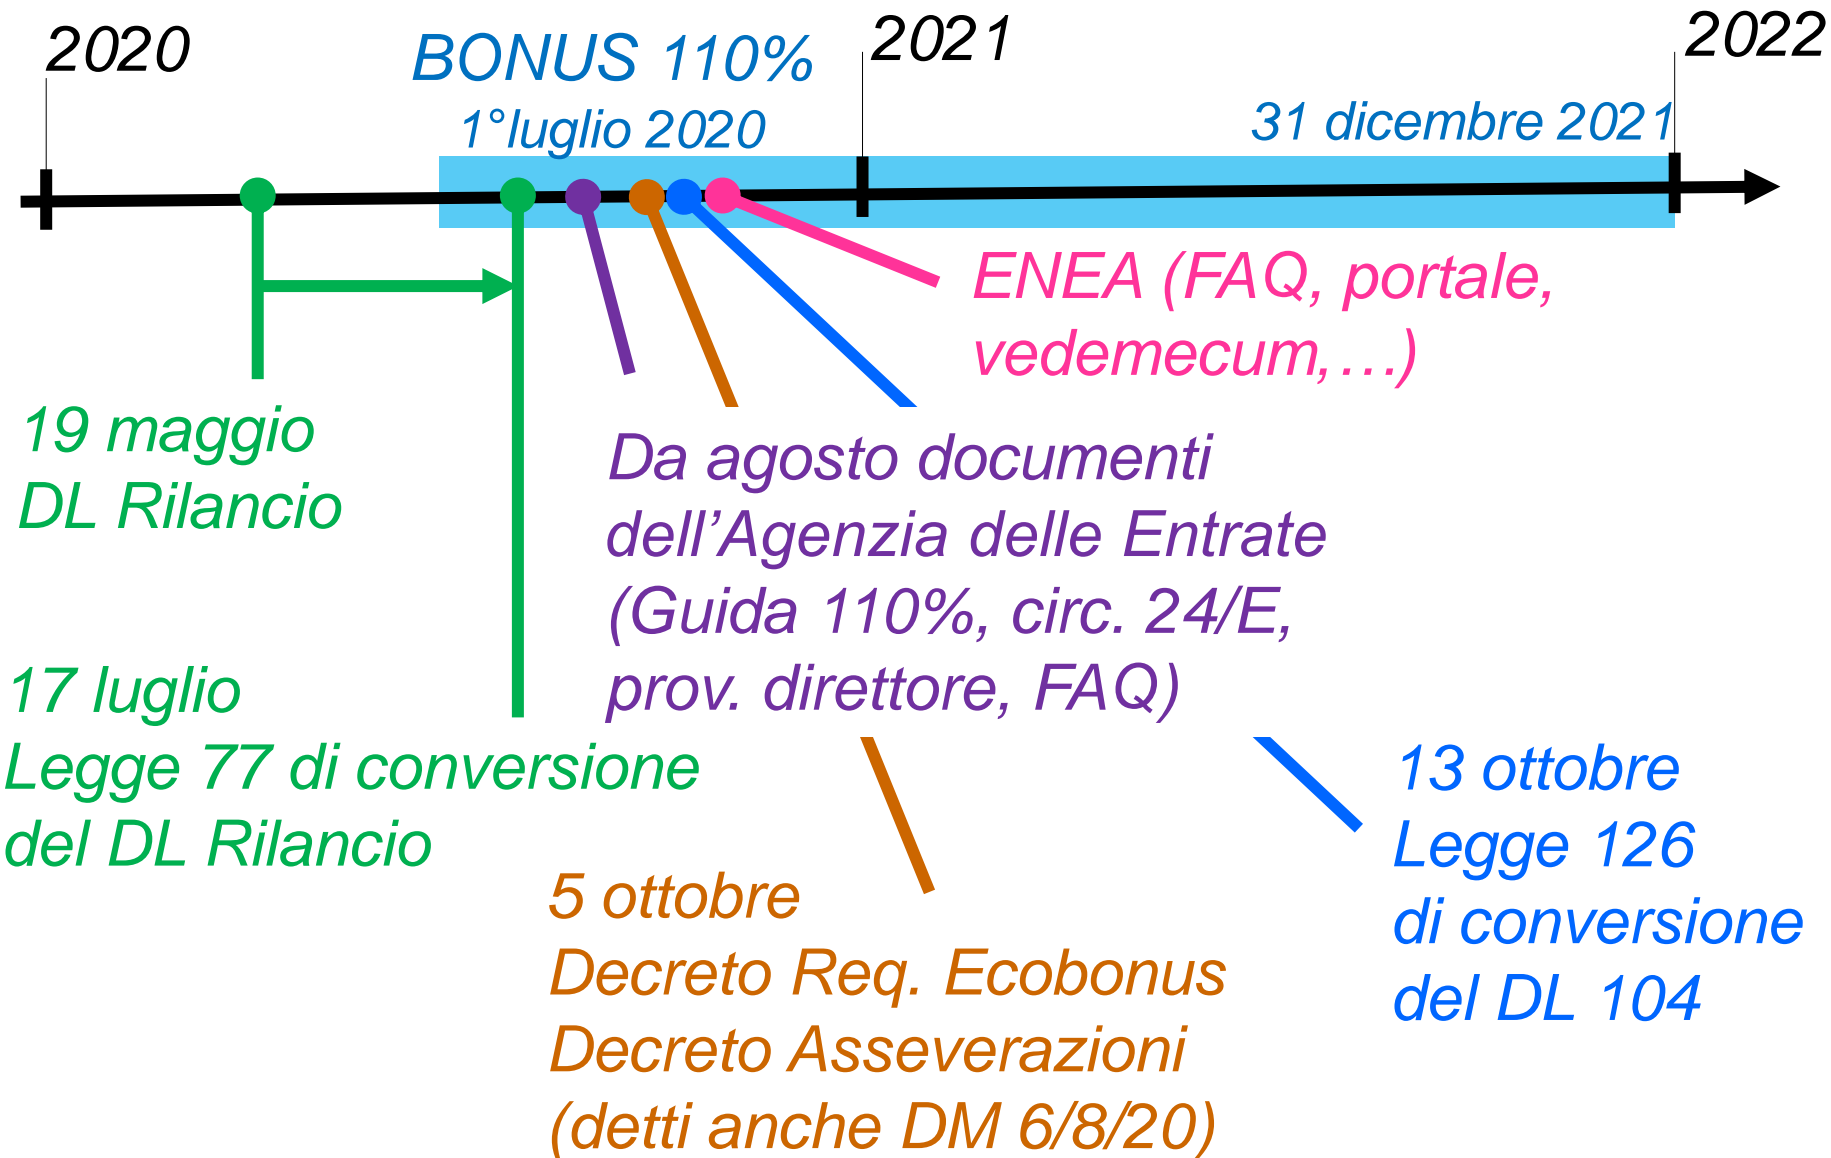 2020
BONUS 110%
2021
2022
1°luglio 2020
31 dicembre 2021
ENEA (FAQ, portale,
vedemecum,…)
19 maggio
DL Rilancio
Da agosto documenti
dell’Agenzia delle Entrate
(Guida 110%, circ. 24/E,
prov. direttore, FAQ)
17 luglio
Legge 77 di conversione
del DL Rilancio
13 ottobre
Legge 126
di conversione
del DL 104
5 ottobre
Decreto Req. Ecobonus
Decreto Asseverazioni
(detti anche DM 6/8/20)